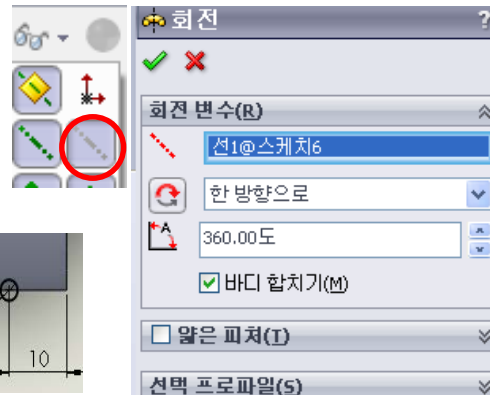 회전
?
회전 변수(R)
선1@스케치6
한 방향으로
A
360.00도
바디 합치기(M)
얇은 피처(T)
선택 프로파일(S)
10